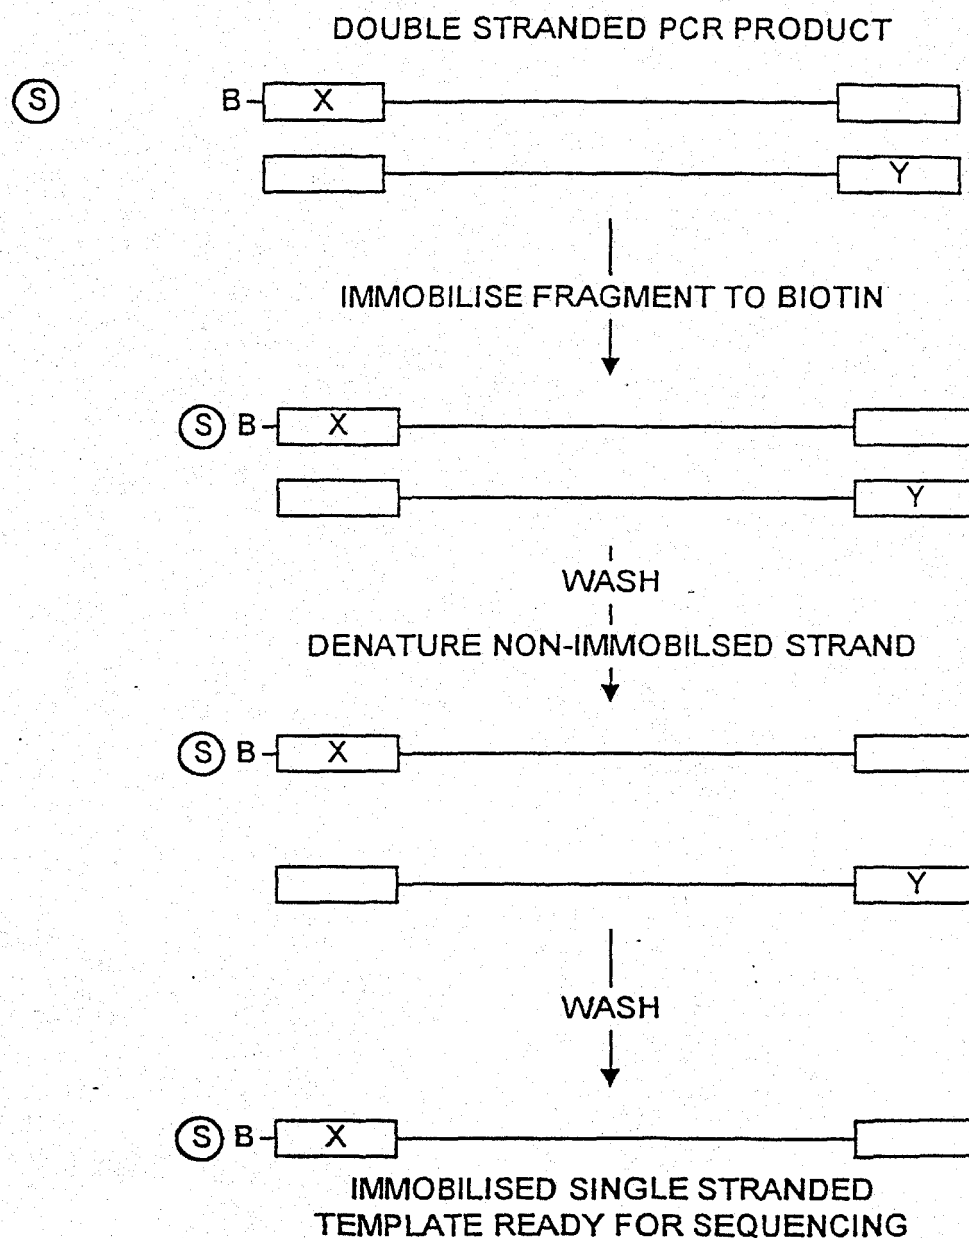 DOUBLE STRANDED PCR PRODUCT
S B X
Y
IMMOBILISE FRAGMENT TO BIOTIN
S B X
Y
WASH
DENATURE NON-IMMOBILSED STRAND
S B X
Y
WASH
S B X
IMMOBILISED SINGLE STRANDED
TEMPLATE READY FOR SEQUENCING